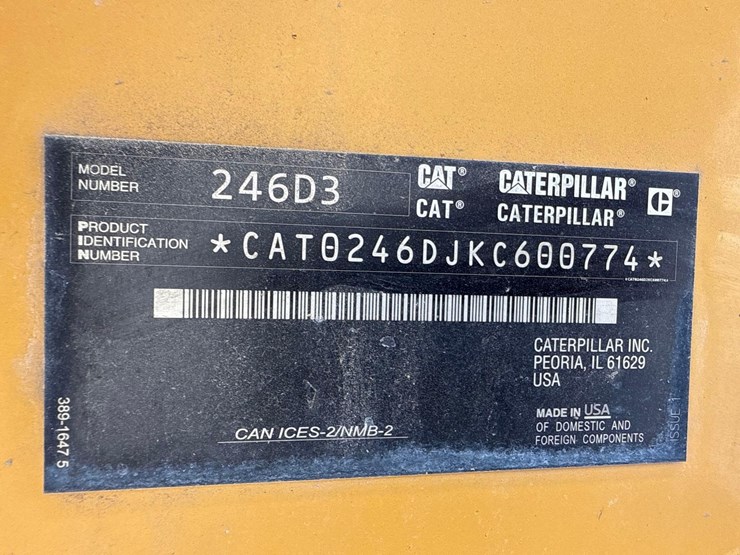 MODEL
NUMBER
246D3
CAT® CATERPILLAR®
CAT® CATERPILLAR®
PRODUCT
IDENTIFICATION
NUMBER
*CAT0246DJKC600774*
CATERPILLAR INC.
PEORIA, IL 61629
USA
MADE IN USA
OF DOMESTIC AND
FOREIGN COMPONENTS
CAN ICES-2/NMB-2
389-1647 5
ISSUE 1